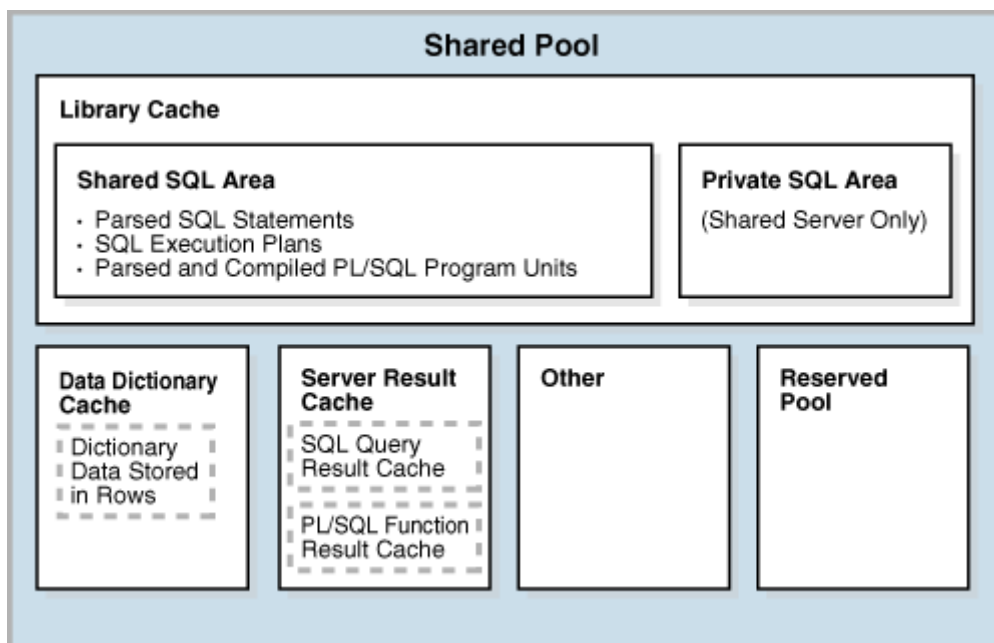 Shared Pool
Library Cache
Shared SQL Area
· Parsed SQL Statements
· SQL Execution Plans
· Parsed and Compiled PL/SQL Program Units
Private SQL Area
(Shared Server Only)
Data Dictionary
Cache
Dictionary
Data Stored
in Rows
Server Result
Cache
SQL Query
Result Cache
PL/SQL Function
Result Cache
Other
Reserved
Pool